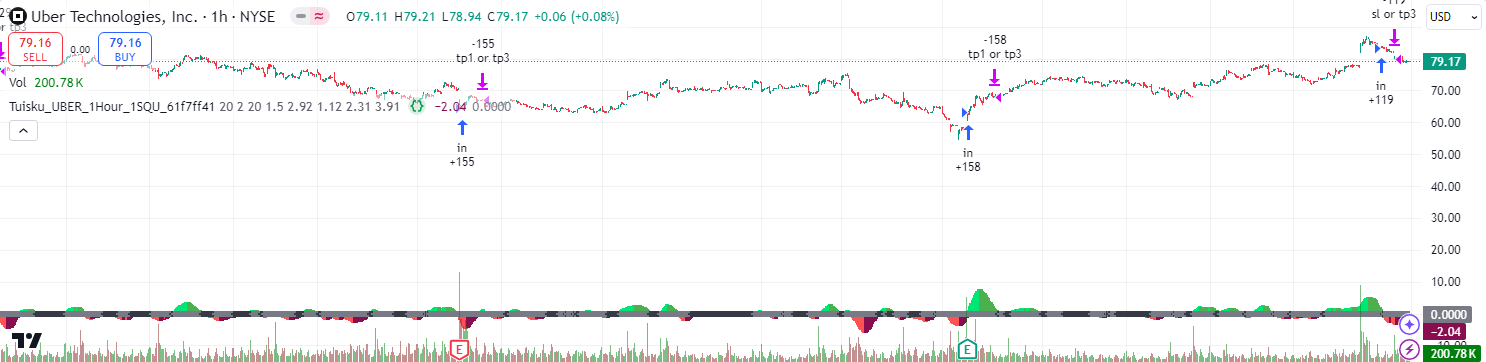 Uber Technologies, Inc. · 1h · NYSE O79.11 H79.21 L78.94 C79.17 +0.06 (+0.08%)
USD
-119
sl or tp3
79.16
SELL
0.00
79.16
BUY
-155
tp1 or tp3
-158
tp1 or tp3
79.17
Vol 200.78 K
in
+119
70.00
Tuisku_UBER_1Hour_1SQU_61f7ff41 20 2 20 1.5 2.92 1.12 2.31 3.91 −2.04 0.0000
60.00
in
+155
in
+158
50.00
40.00
30.00
20.00
10.00
0.0000
−2.04
E
E
200.78 K